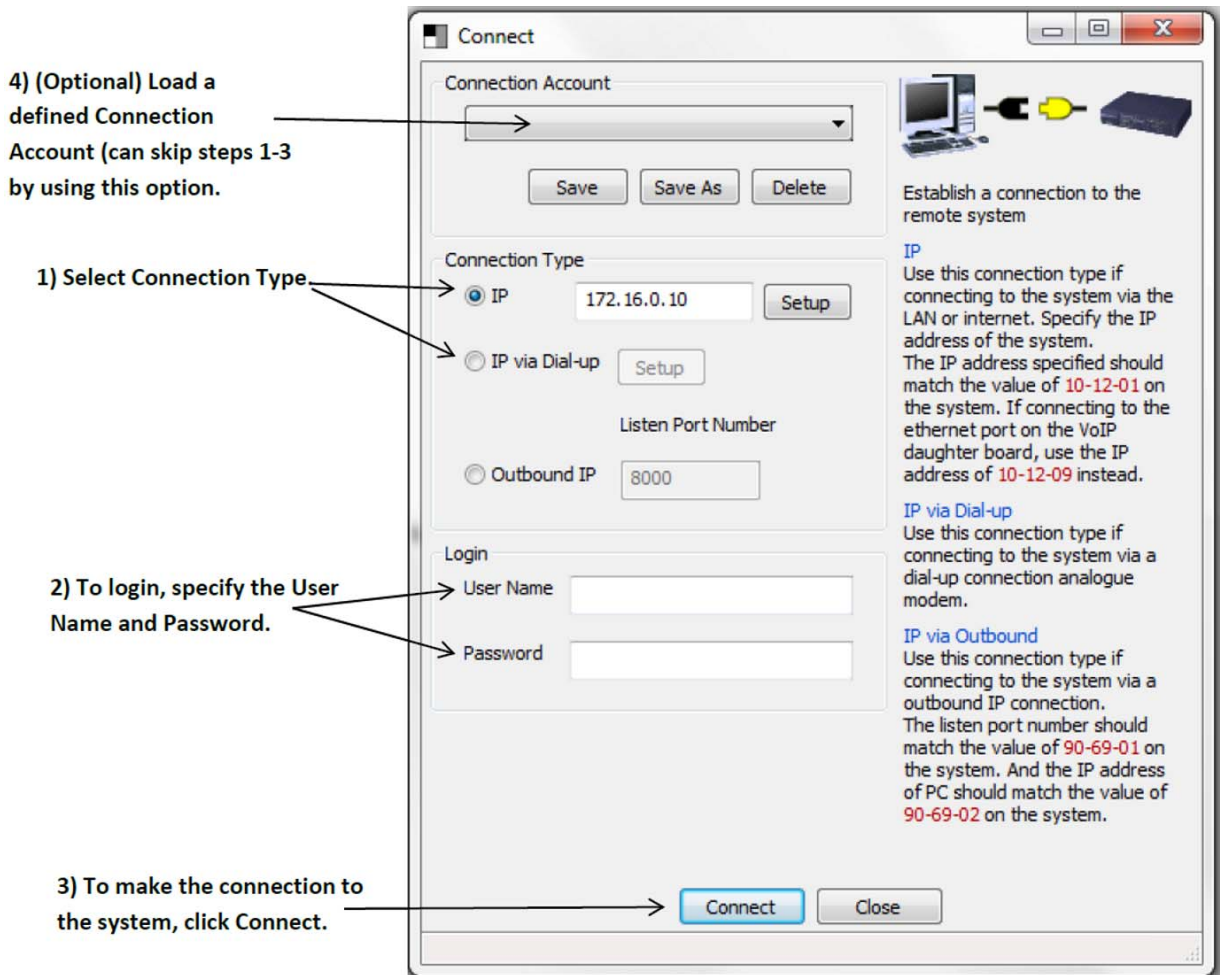 Connect
4) (Optional) Load a
defined Connection
Account (can skip steps 1-3
by using this option.
Connection Account
Save
Save As
Delete
1) Select Connection Type.
Connection Type
IP
172.16.0.10
Setup
IP via Dial-up
Setup
Listen Port Number
Outbound IP
8000
2) To login, specify the User
Name and Password.
Login
User Name
Password
3) To make the connection to
the system, click Connect.
Connect
Close
Establish a connection to the
remote system
IP
Use this connection type if
connecting to the system via the
LAN or internet. Specify the IP
address of the system.
The IP address specified should
match the value of 10-12-01 on
the system. If connecting to the
ethernet port on the VoIP
daughter board, use the IP
address of 10-12-09 instead.
IP via Dial-up
Use this connection type if
connecting to the system via a
dial-up connection analogue
modem.
IP via Outbound
Use this connection type if
connecting to the system via a
outbound IP connection.
The listen port number should
match the value of 90-69-01 on
the system. And the IP address
of PC should match the value of
90-69-02 on the system.